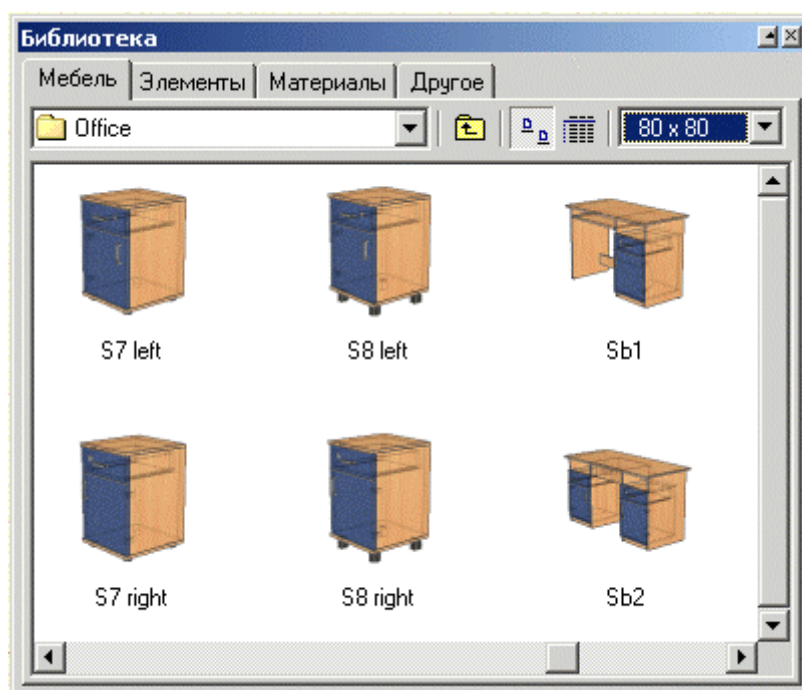 Библиотека
Мебель Элементы Материалы Другое
Office 80 x 80
S7 left S8 left Sb1
S7 right S8 right Sb2